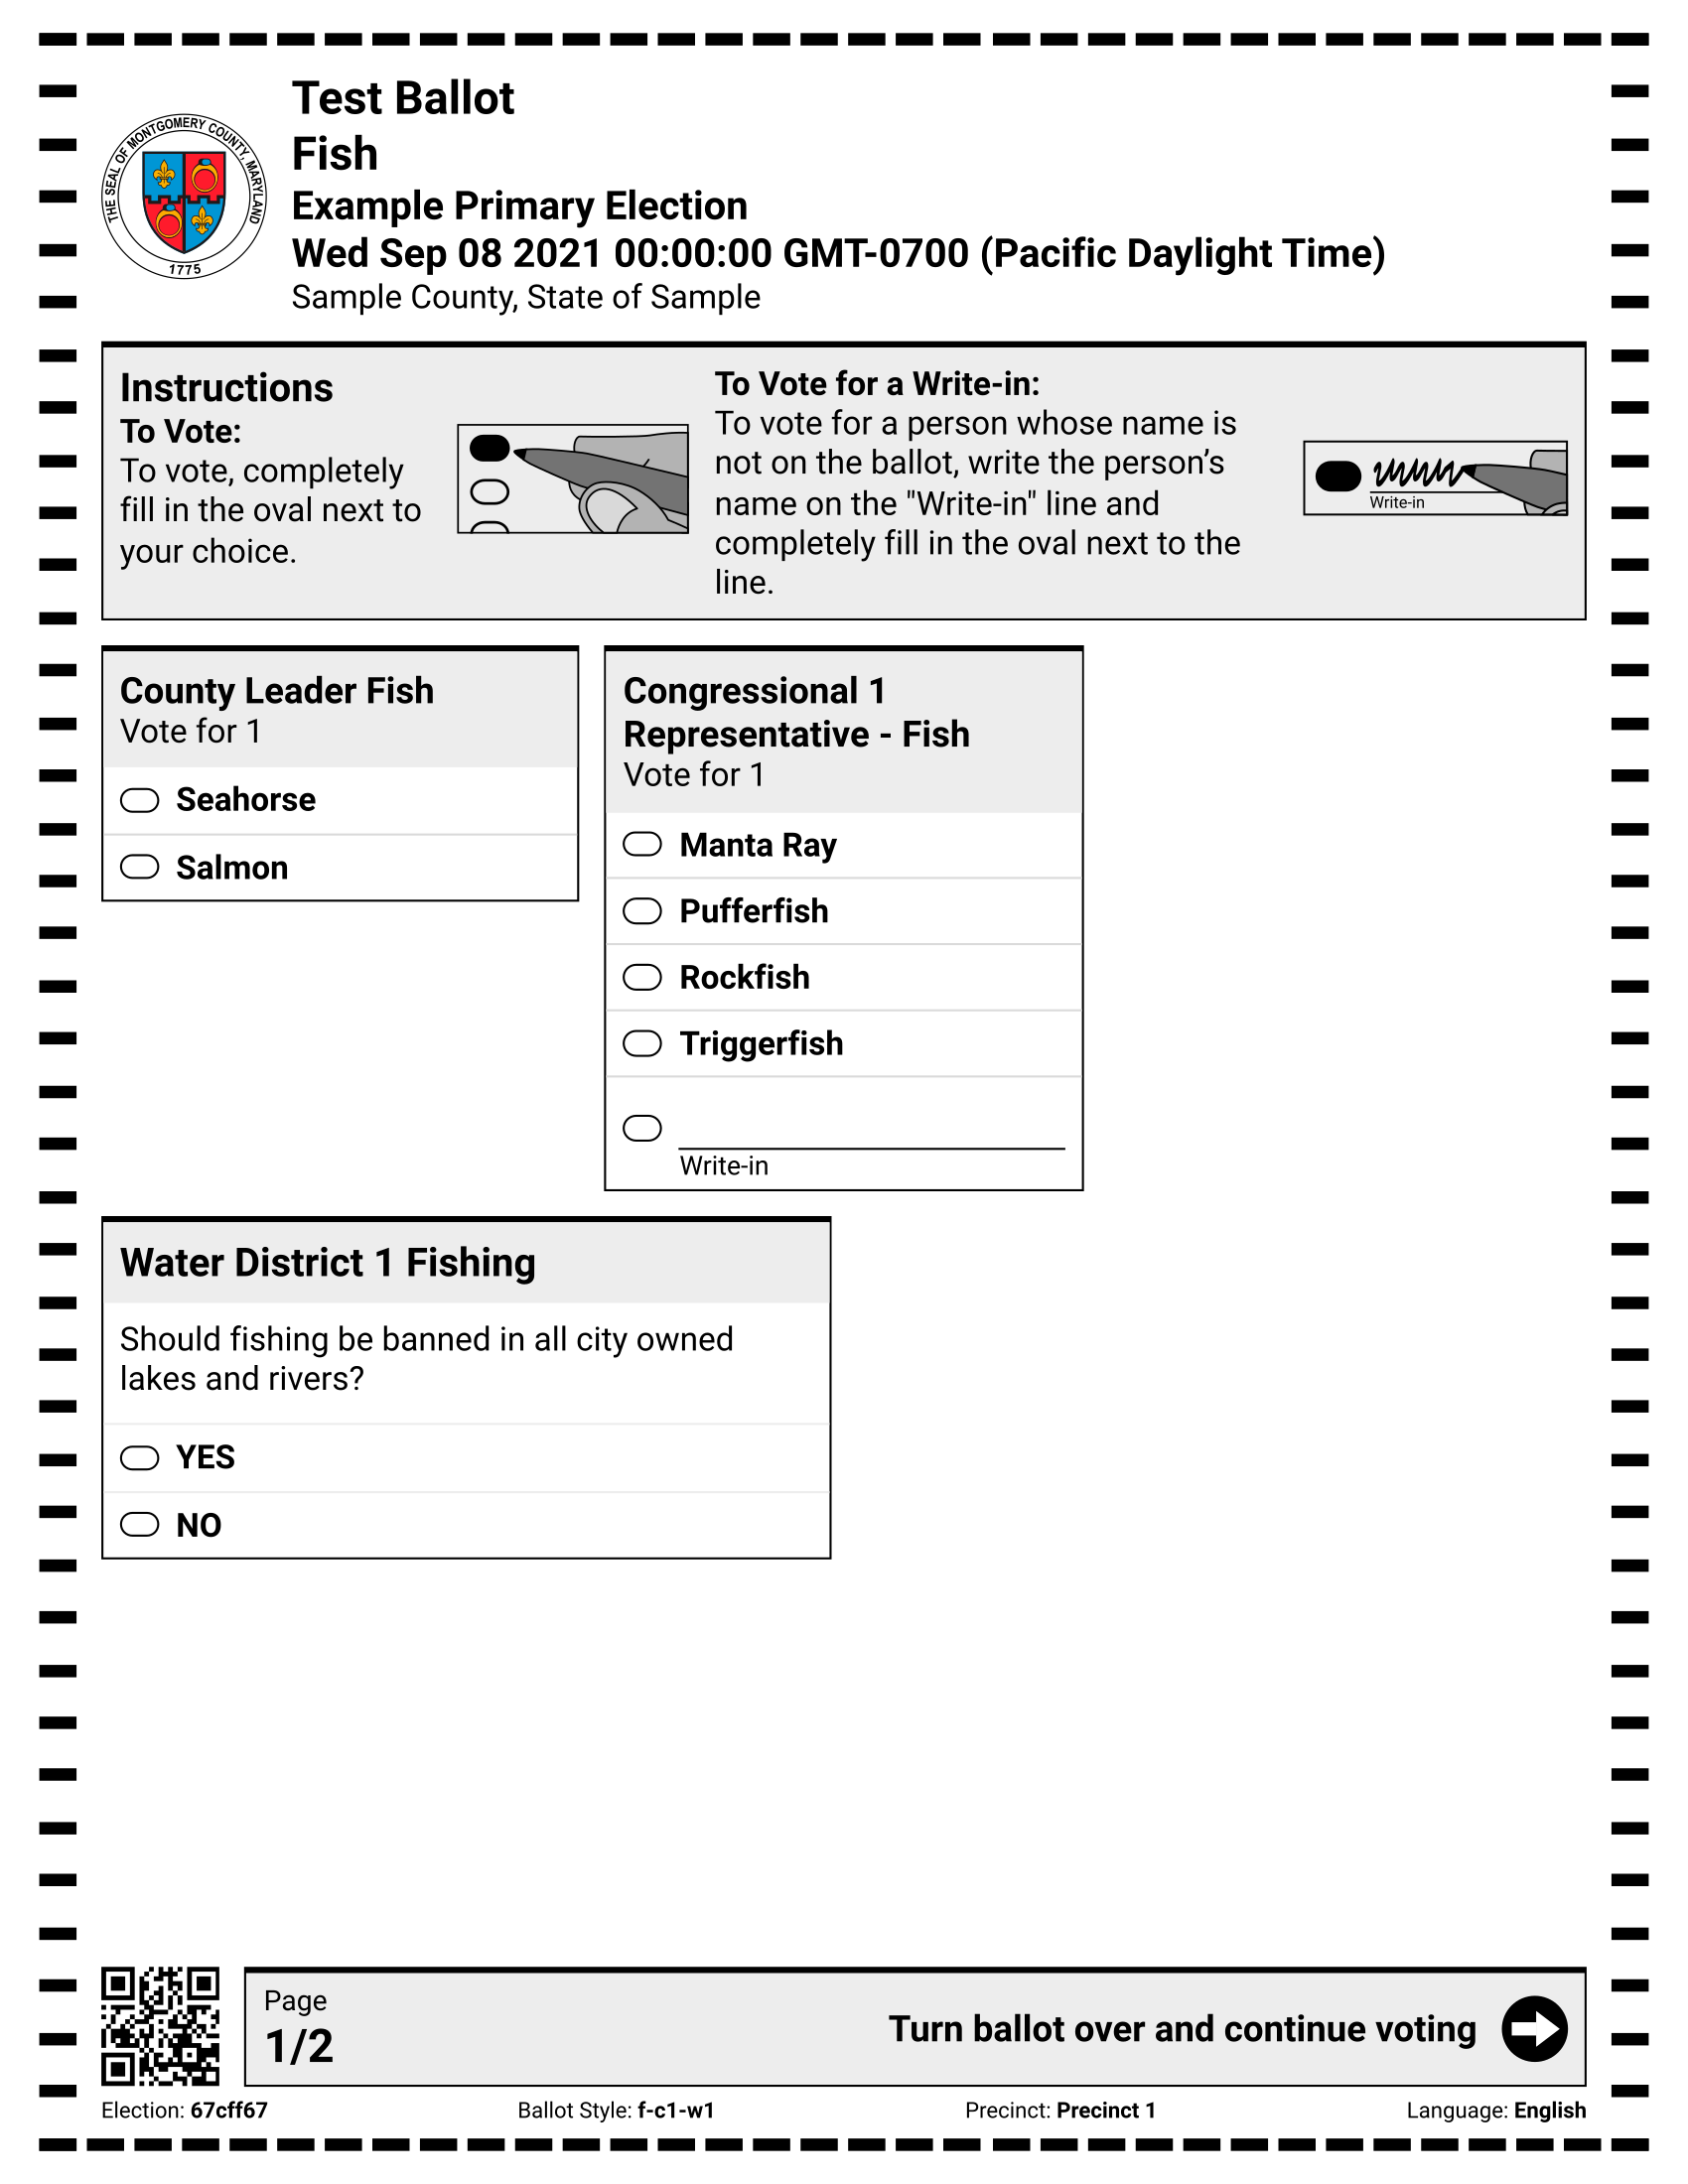 THE SEAL OF MONTGOMERY COUNTY, MARYLAND
1775
Test Ballot
Fish
Example Primary Election
Wed Sep 08 2021 00:00:00 GMT-0700 (Pacific Daylight Time)
Sample County, State of Sample
Instructions
To Vote:
To vote, completely
fill in the oval next to
your choice.
To Vote for a Write-in:
To vote for a person whose name is
not on the ballot, write the person’s
name on the "Write-in" line and
completely fill in the oval next to the
line.
Write-in
County Leader Fish
Vote for 1
Seahorse
Salmon
Congressional 1
Representative - Fish
Vote for 1
Manta Ray
Pufferfish
Rockfish
Triggerfish
Write-in
Water District 1 Fishing
Should fishing be banned in all city owned
lakes and rivers?
YES
NO
Page
1/2
Turn ballot over and continue voting
Election: 67cff67
Ballot Style: f-c1-w1
Precinct: Precinct 1
Language: English